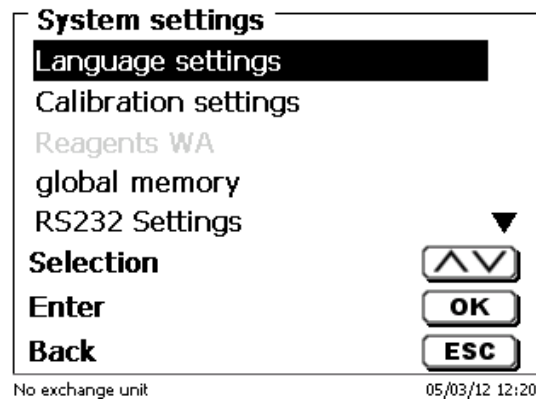 System settings
Language settings
Calibration settings
Reagents WA
global memory
RS232 Settings
Selection
Enter OK
Back ESC
No exchange unit 05/03/12 12:20